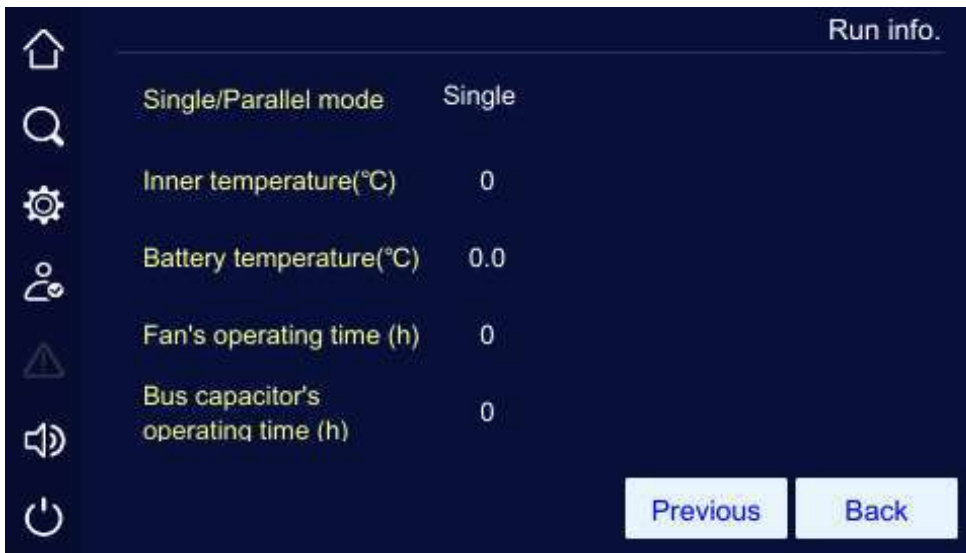 Run info.
Single/Parallel mode Single
Inner temperature(℃) 0
Battery temperature(℃) 0.0
Fan's operating time (h) 0
Bus capacitor's
operating time (h) 0
Previous Back